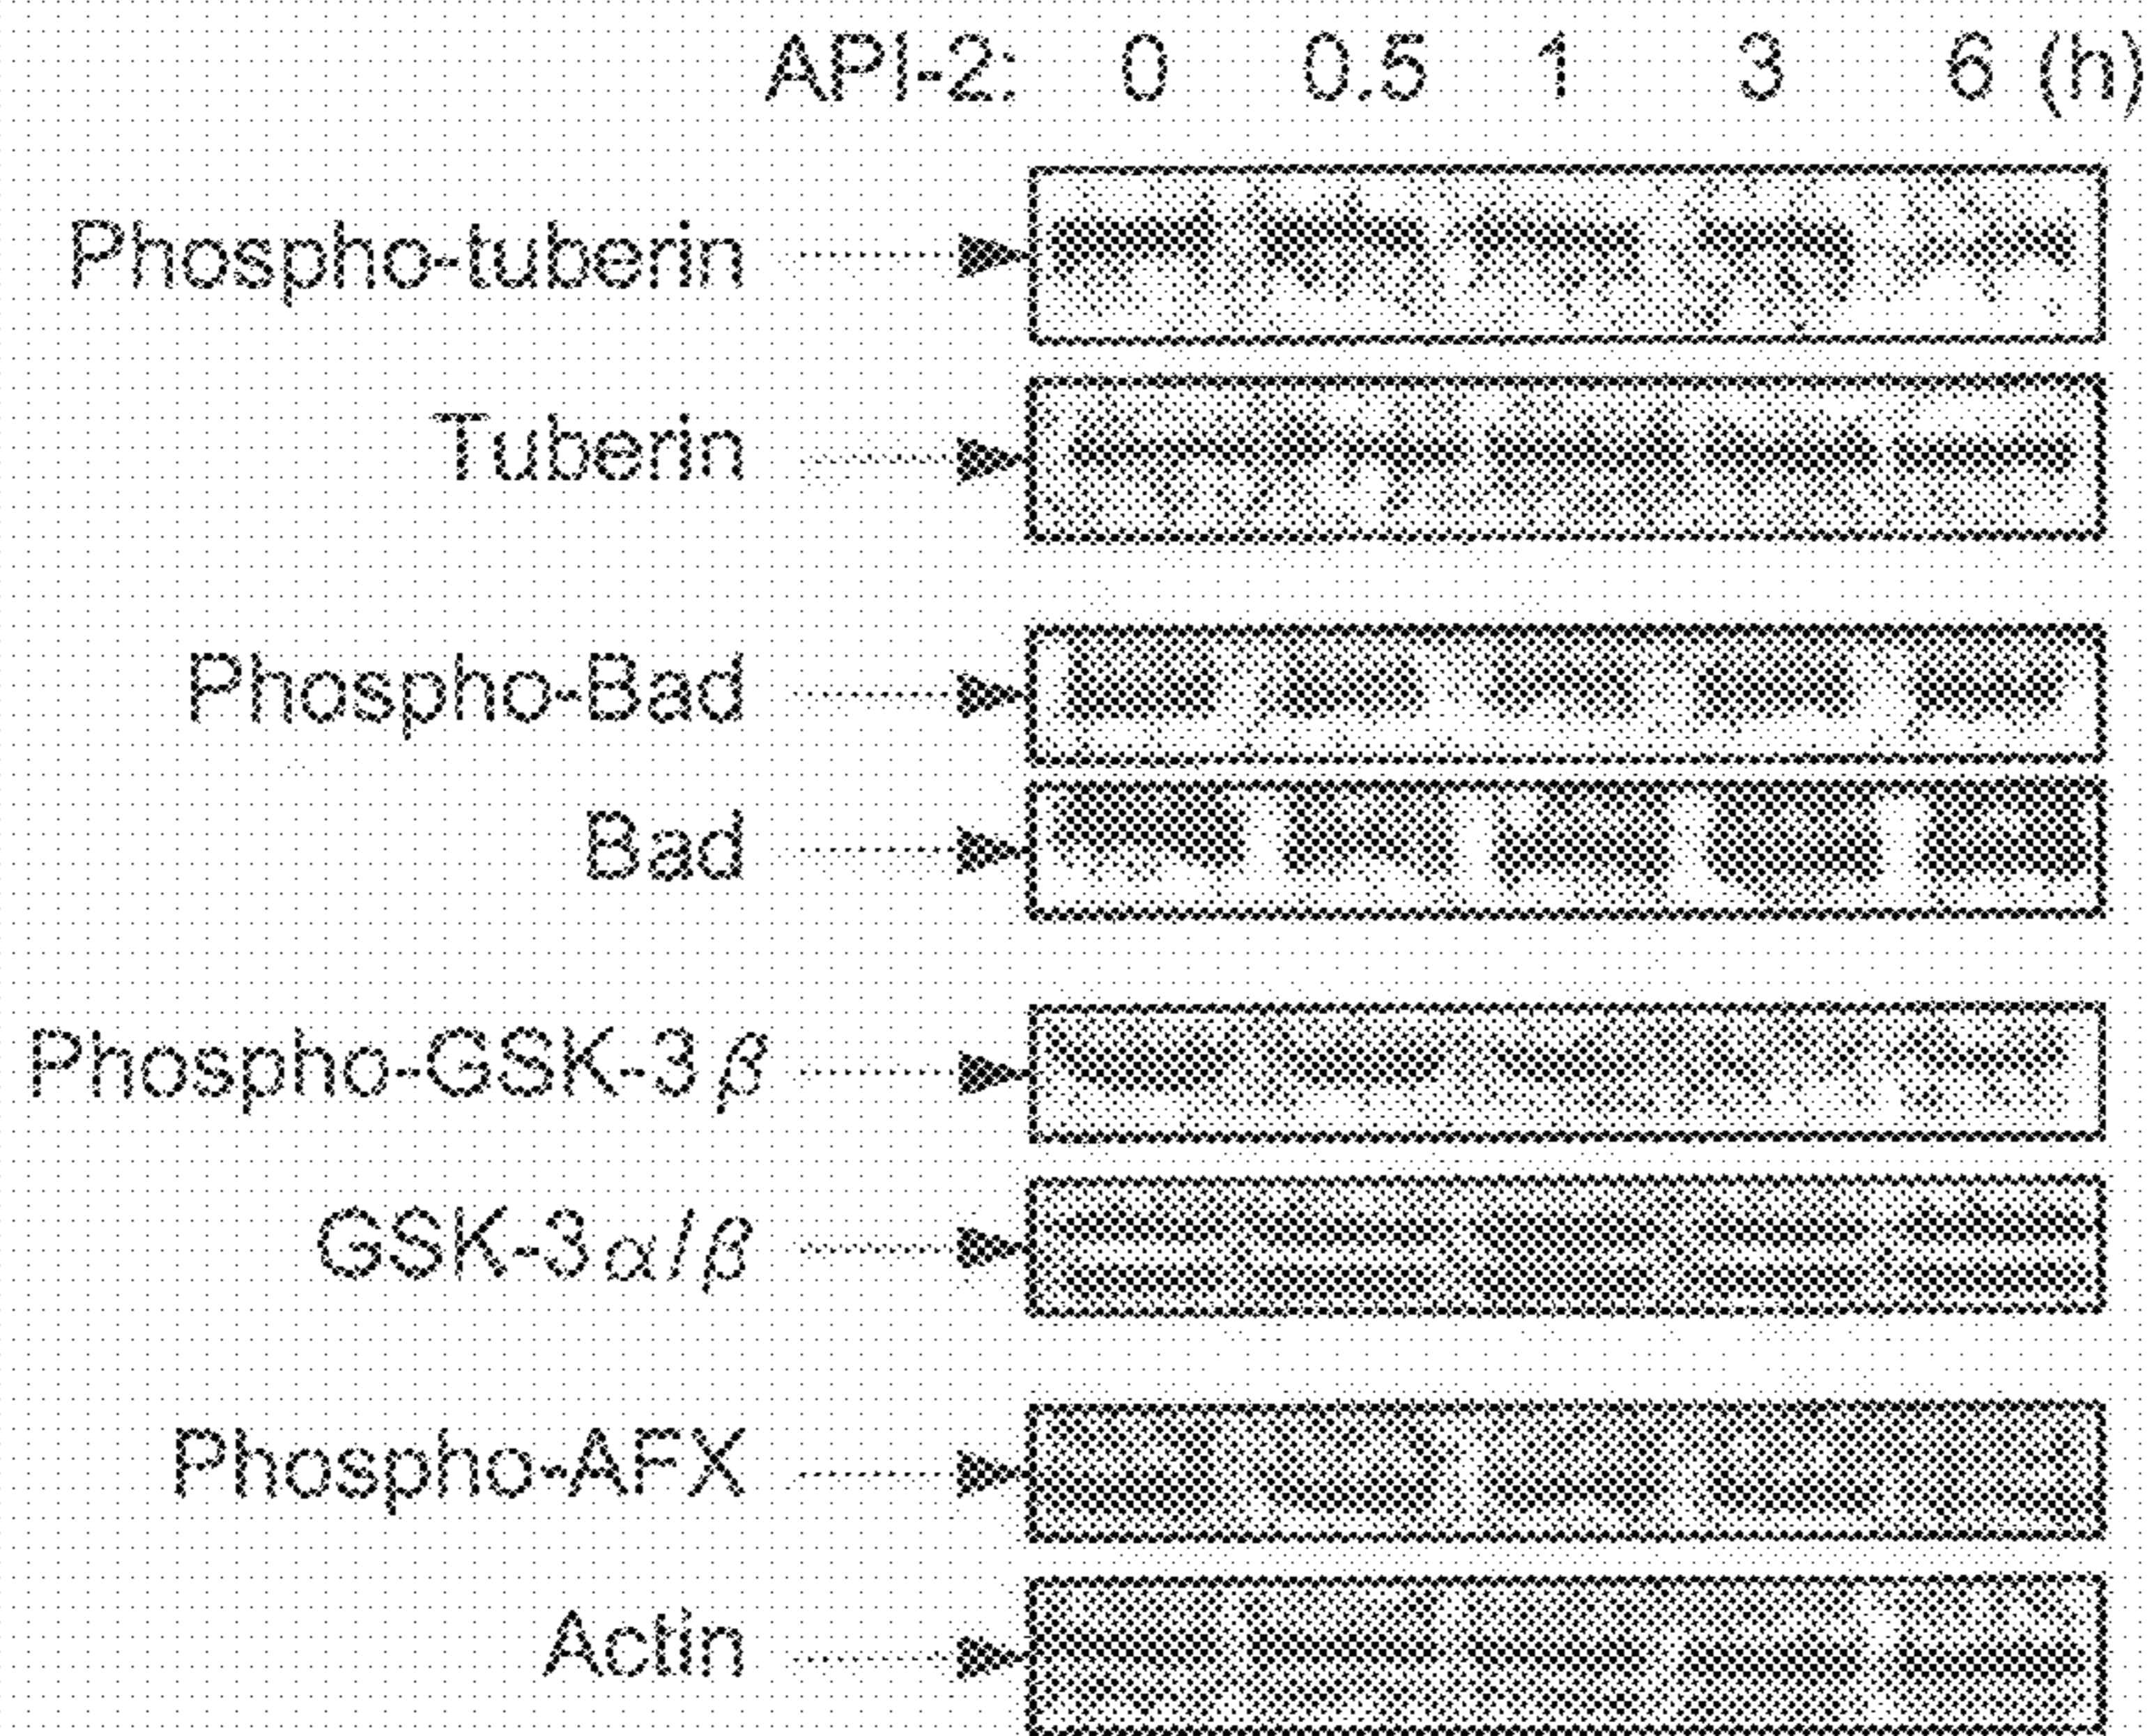 API-2: 0 0.5 1 3 6 (h)
Phospho-tuberin
Tuberin
Phospho-Bad
Bad
Phospho-GSK-3β
GSK-3α/β
Phospho-AFX
Actin